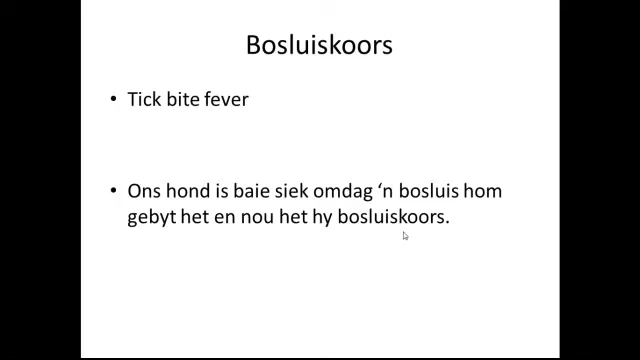 Bosluiskoors
• Tick bite fever
• Ons hond is baie siek omdag ‘n bosluis hom
gebyt het en nou het hy bosluiskoors.